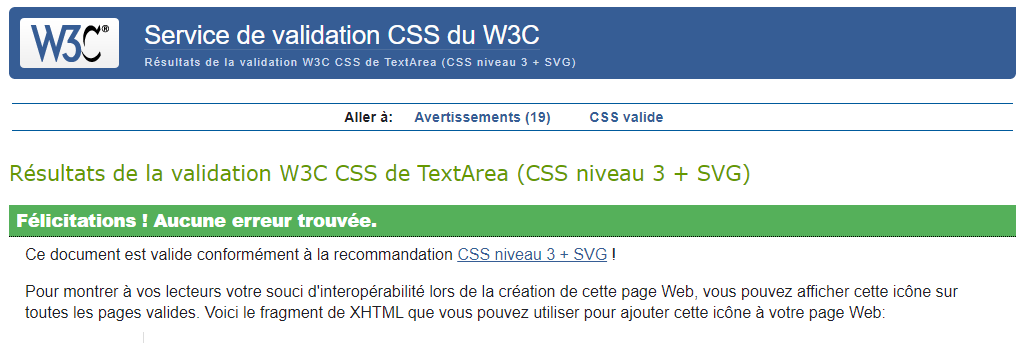 W3C®
Service de validation CSS du W3C
Résultats de la validation W3C CSS de TextArea (CSS niveau 3 + SVG)
Aller à: Avertissements (19) CSS valide
Résultats de la validation W3C CSS de TextArea (CSS niveau 3 + SVG)
Félicitations ! Aucune erreur trouvée.
Ce document est valide conformément à la recommandation CSS niveau 3 + SVG !
Pour montrer à vos lecteurs votre souci d'interopérabilité lors de la création de cette page Web, vous pouvez afficher cette icône sur
toutes les pages valides. Voici le fragment de XHTML que vous pouvez utiliser pour ajouter cette icône à votre page Web: